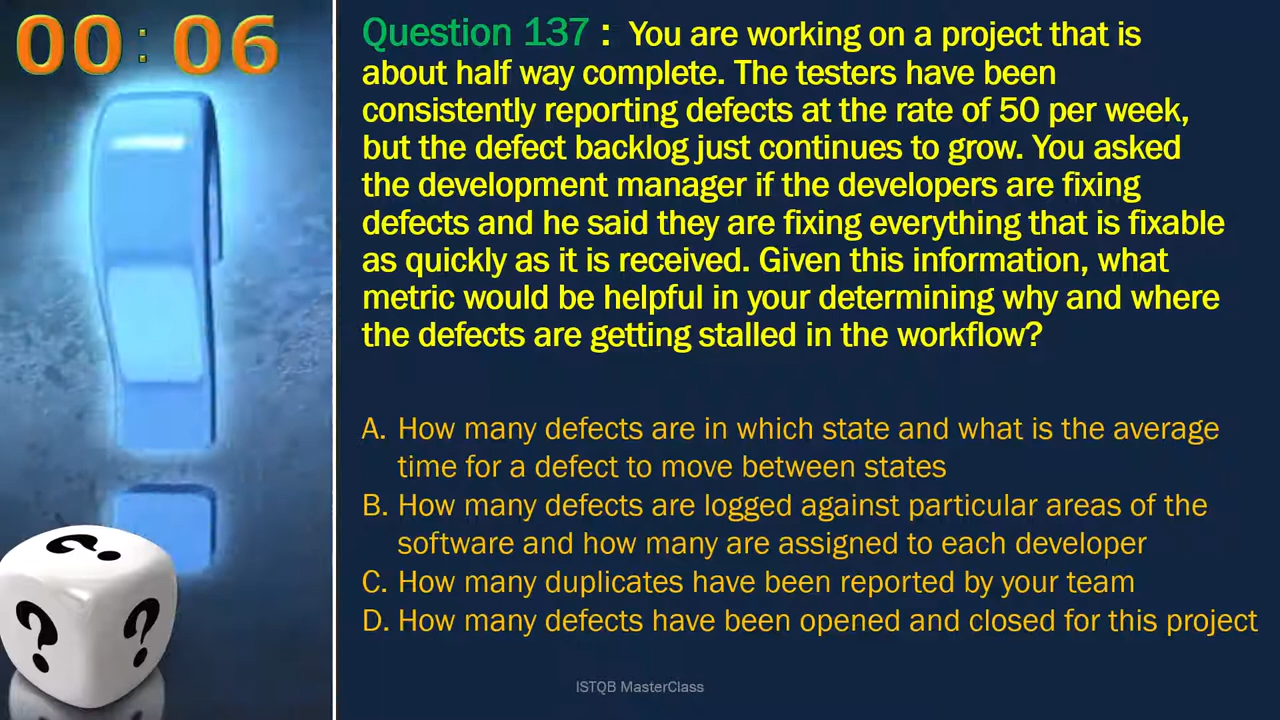 00:06
Question 137 : You are working on a project that is
about half way complete. The testers have been
consistently reporting defects at the rate of 50 per week,
but the defect backlog just continues to grow. You asked
the development manager if the developers are fixing
defects and he said they are fixing everything that is fixable
as quickly as it is received. Given this information, what
metric would be helpful in your determining why and where
the defects are getting stalled in the workflow?
A. How many defects are in which state and what is the average
time for a defect to move between states
B. How many defects are logged against particular areas of the
software and how many are assigned to each developer
C. How many duplicates have been reported by your team
D. How many defects have been opened and closed for this project
? ? ?
ISTQB MasterClass